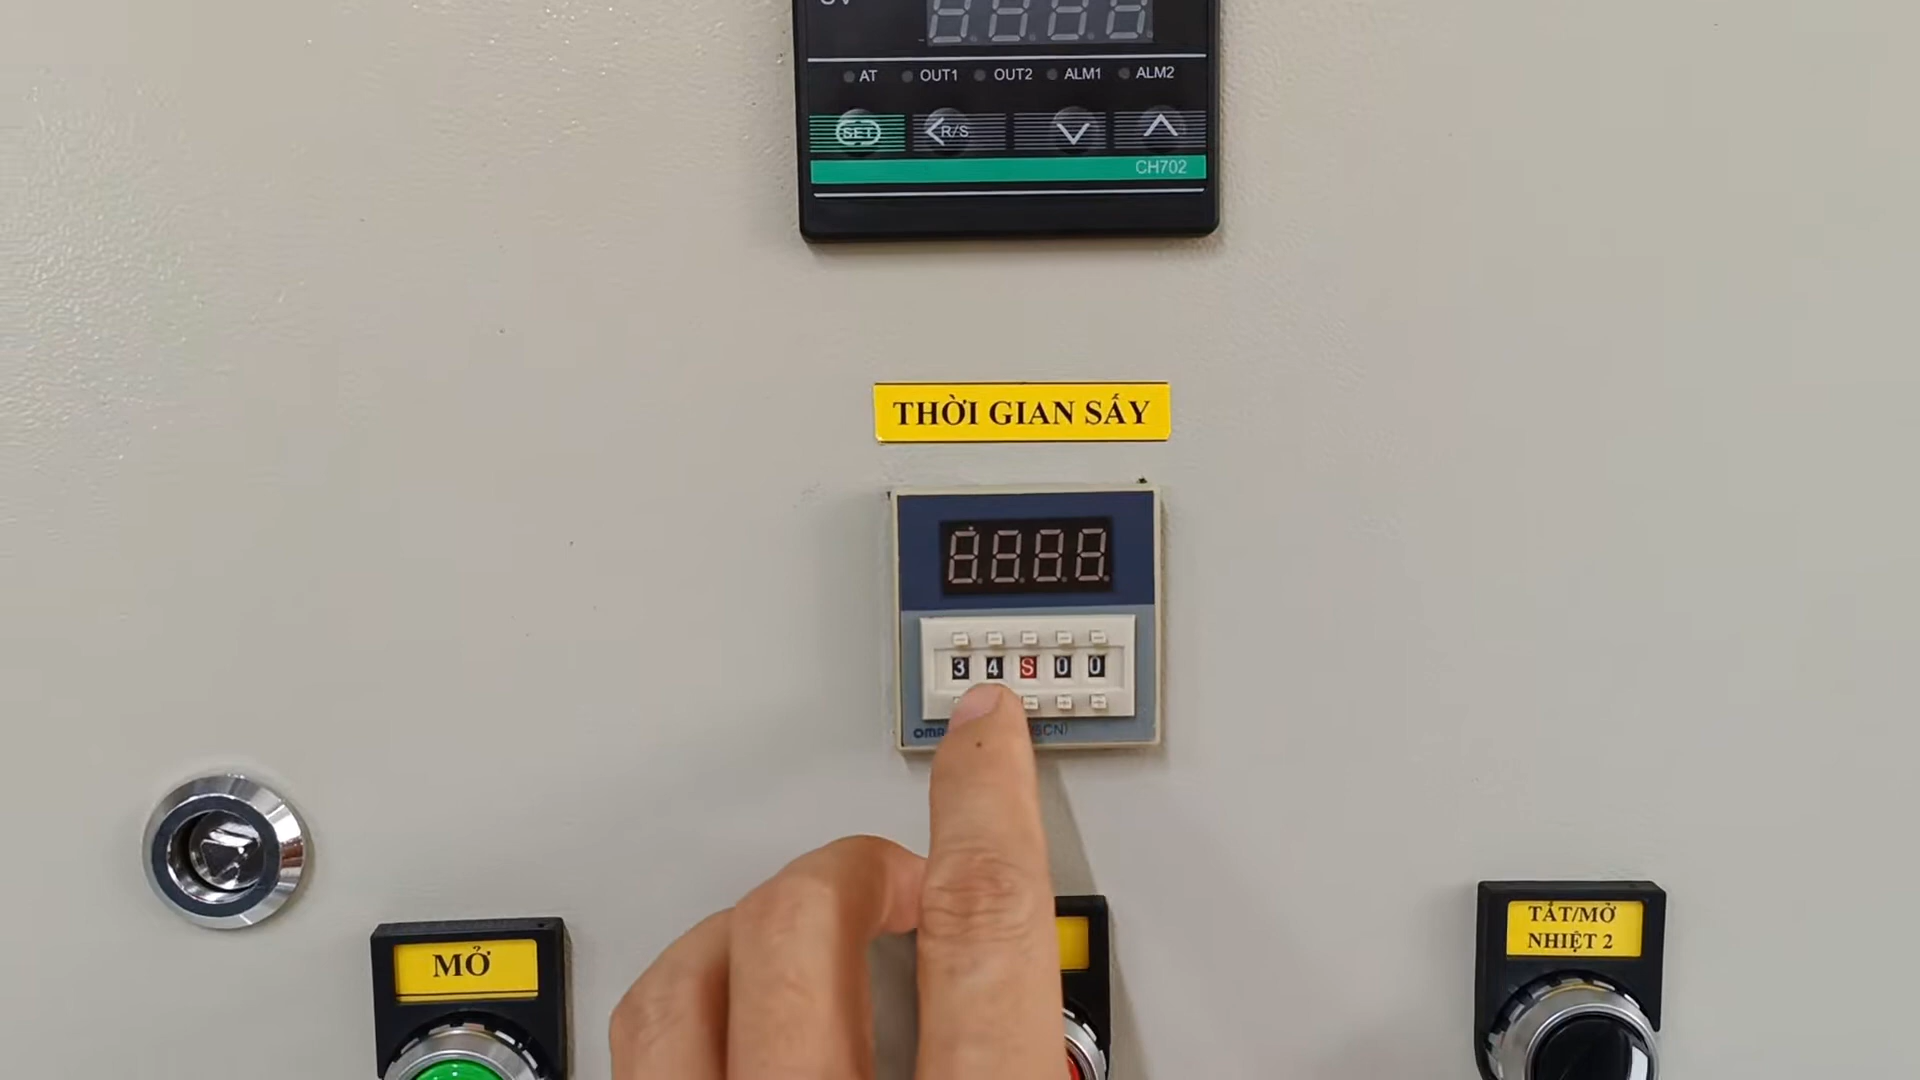 AT OUT1 OUT2 ALM1 ALM2
SET R/S
CH702
THỜI GIAN SẤY
3 4 S 0 0
MỞ
TẮT/MỞ
NHIỆT 2